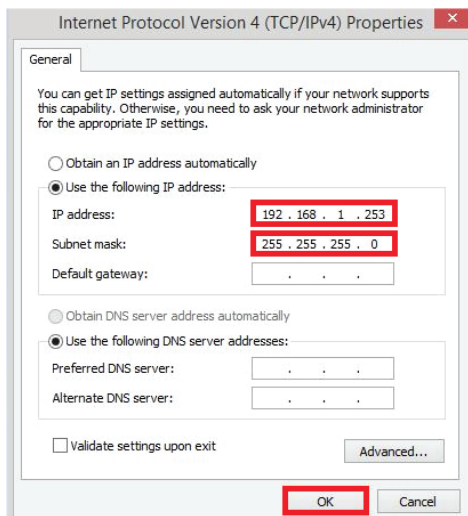 Internet Protocol Version 4 (TCP/IPv4) Properties
General
You can get IP settings assigned automatically if your network supports
this capability. Otherwise, you need to ask your network administrator
for the appropriate IP settings.
Obtain an IP address automatically
Use the following IP address:
IP address: 192 . 168 . 1 . 253
Subnet mask: 255 . 255 . 255 . 0
Default gateway: . . .
Obtain DNS server address automatically
Use the following DNS server addresses:
Preferred DNS server: . . .
Alternate DNS server: . . .
Validate settings upon exit
Advanced...
OK Cancel